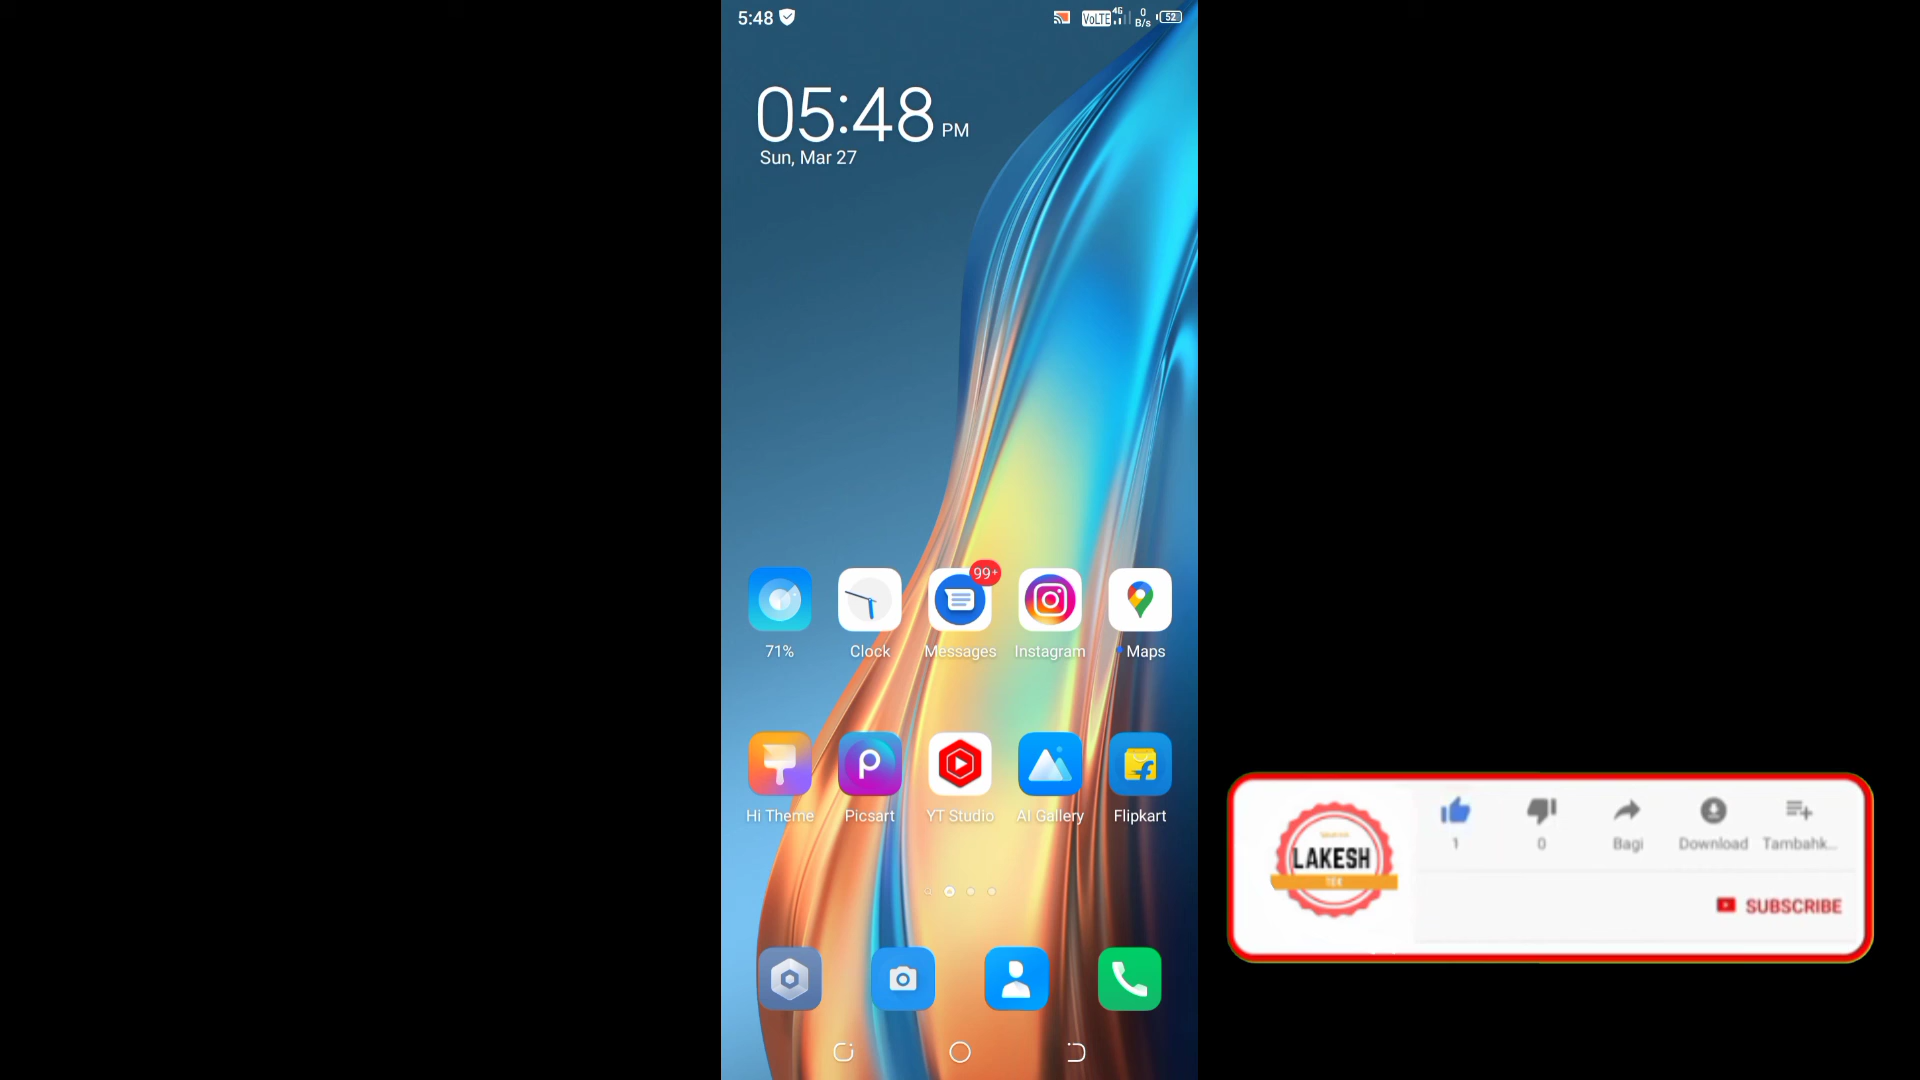 5:48
VoLTE 4G 0 B/s 52
05:48 PM
Sun, Mar 27
99+
71% Clock Messages Instagram Maps
Hi Theme Picsart YT Studio AI Gallery Flipkart
LAKESH
1 0 Bagi Download Tambahk...
SUBSCRIBE